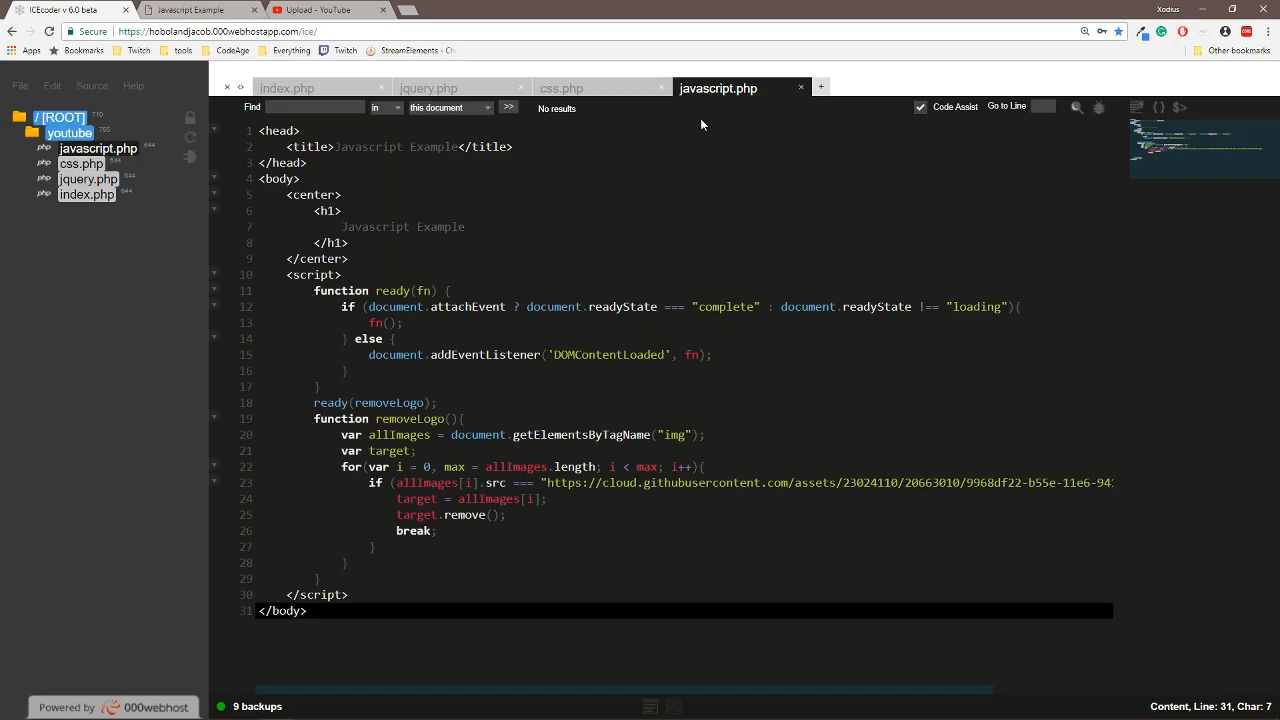 ICEcoder v 6.0 beta
Javascript Example
Upload - YouTube
Xodius
Secure
https://hobolandjacob.000webhostapp.com/ice/
Apps
Bookmarks
Twitch
tools
CodeAge
Everything
Twitch
StreamElements - Ch
Other bookmarks
File Edit Source Help
index.php
jquery.php
css.php
javascript.php
Find
in
this document
>>
No results
Code Assist
Go to Line
/ [ROOT] 710
youtube 755
javascript.php 644
css.php 644
jquery.php 644
index.php 644
1 <head>
2 <title>Javascript Example</title>
3 </head>
4 <body>
5 <center>
6 <h1>
7 Javascript Example
8 </h1>
9 </center>
10 <script>
11 function ready(fn) {
12 if (document.attachEvent ? document.readyState === "complete" : document.readyState !== "loading"){
13 fn();
14 } else {
15 document.addEventListener('DOMContentLoaded', fn);
16 }
17 }
18 ready(removeLogo);
19 function removeLogo(){
20 var allImages = document.getElementsByTagName("img");
21 var target;
22 for(var i = 0, max = allImages.length; i < max; i++){
23 if (allImages[i].src === "https://cloud.githubusercontent.com/assets/23024110/20663010/9968df22-b55e-11e6-941
24 target = allImages[i];
25 target.remove();
26 break;
27 }
28 }
29 }
30 </script>
31 </body>
Powered by 000webhost
9 backups
Content, Line: 31, Char: 7